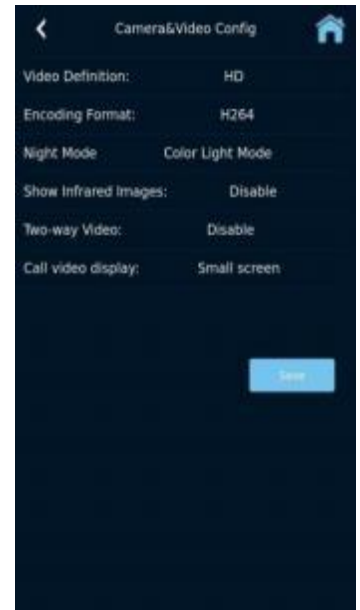 Camera&Video Config
Video Definition: HD
Encoding Format: H264
Night Mode Color Light Mode
Show Infrared Images: Disable
Two-way Video: Disable
Call video display: Small screen
Save